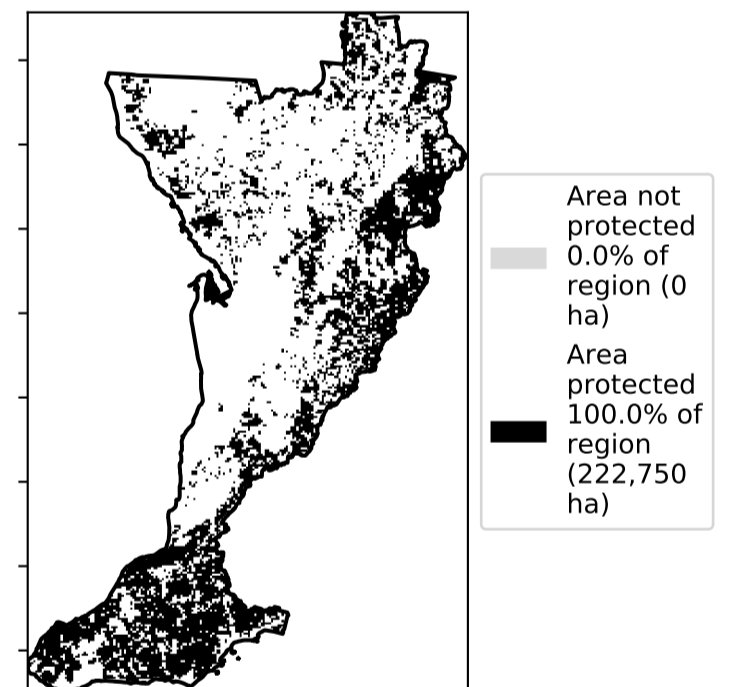 Area not
protected
0.0% of
region (0
ha)
Area
protected
100.0% of
region
(222,750
ha)